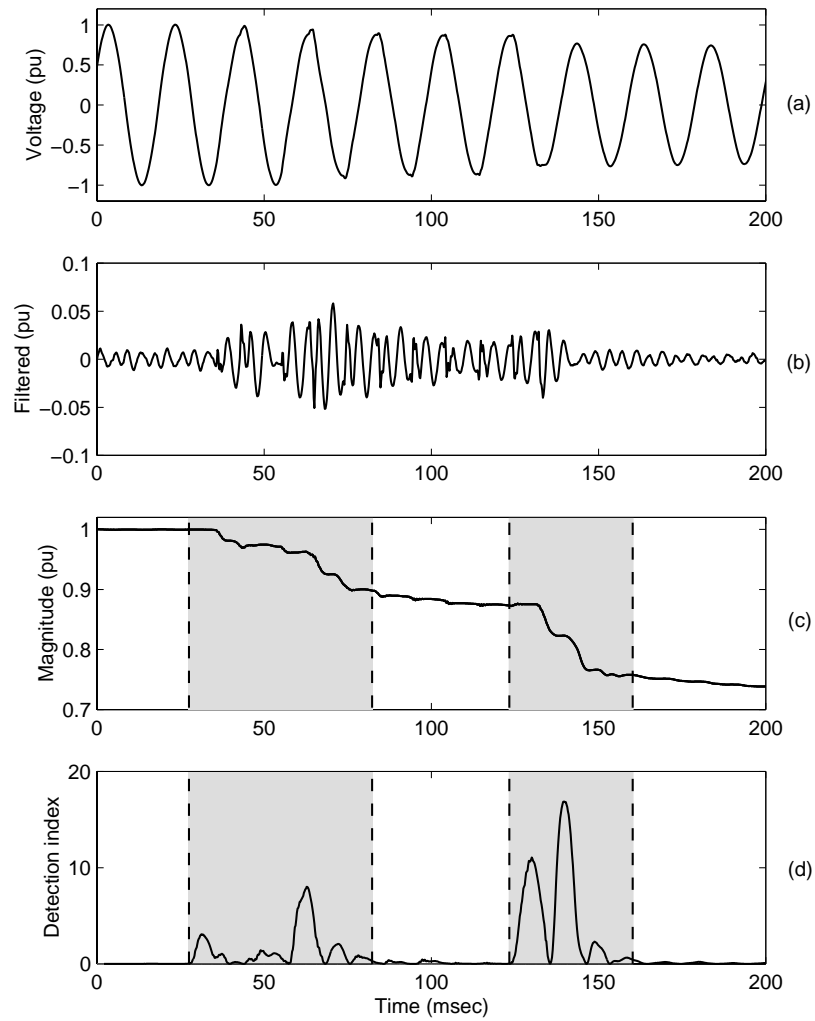 1
0.5
0
−0.5
−1
Voltage (pu)
0 50 100 150 200
(a)
0.1
0.05
0
−0.05
−0.1
Filtered (pu)
0 50 100 150 200
(b)
1
0.9
0.8
0.7
Magnitude (pu)
0 50 100 150 200
(c)
20
10
0
Detection index
0 50 100 150 200
Time (msec)
(d)